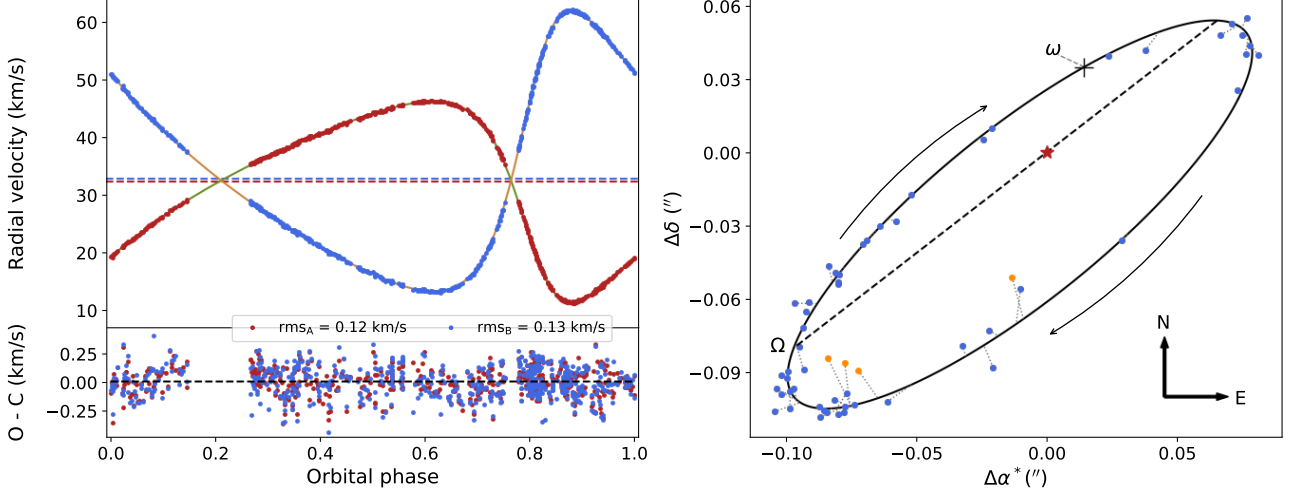 Radial velocity (km/s)
60
50
40
30
20
10
rms_A = 0.12 km/s
rms_B = 0.13 km/s
O - C (km/s)
0.25
0.00
−0.25
0.0
0.2
0.4
0.6
0.8
1.0
Orbital phase
Δδ (′′)
0.06
0.03
0.00
−0.03
−0.06
−0.09
ω
Ω
N
E
−0.10
−0.05
0.00
0.05
Δα*(′′)